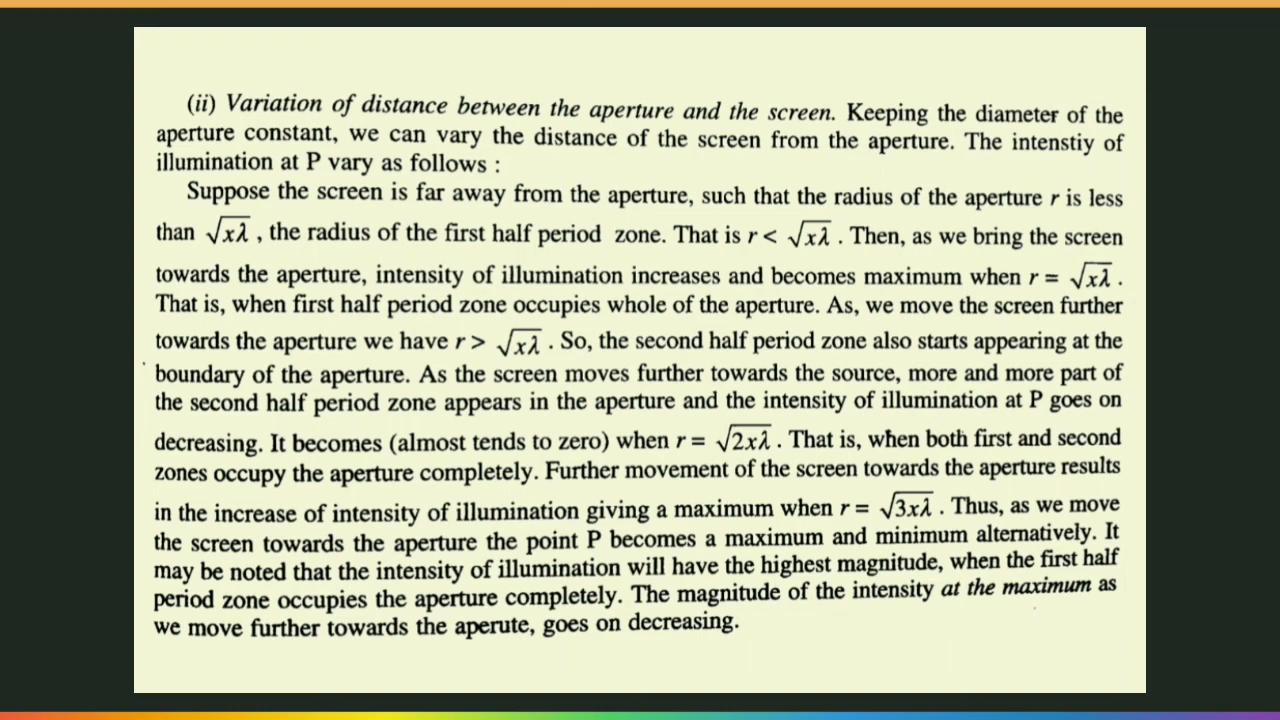 (ii) Variation of distance between the aperture and the screen. Keeping the diameter of the
aperture constant, we can vary the distance of the screen from the aperture. The intenstiy of
illumination at P vary as follows :
Suppose the screen is far away from the aperture, such that the radius of the aperture r is less
than √xλ , the radius of the first half period zone. That is r < √xλ . Then, as we bring the screen
towards the aperture, intensity of illumination increases and becomes maximum when r = √xλ .
That is, when first half period zone occupies whole of the aperture. As, we move the screen further
towards the aperture we have r > √xλ . So, the second half period zone also starts appearing at the
boundary of the aperture. As the screen moves further towards the source, more and more part of
the second half period zone appears in the aperture and the intensity of illumination at P goes on
decreasing. It becomes (almost tends to zero) when r = √2xλ . That is, when both first and second
zones occupy the aperture completely. Further movement of the screen towards the aperture results
in the increase of intensity of illumination giving a maximum when r = √3xλ . Thus, as we move
the screen towards the aperture the point P becomes a maximum and minimum alternatively. It
may be noted that the intensity of illumination will have the highest magnitude, when the first half
period zone occupies the aperture completely. The magnitude of the intensity at the maximum as
we move further towards the aperute, goes on decreasing.